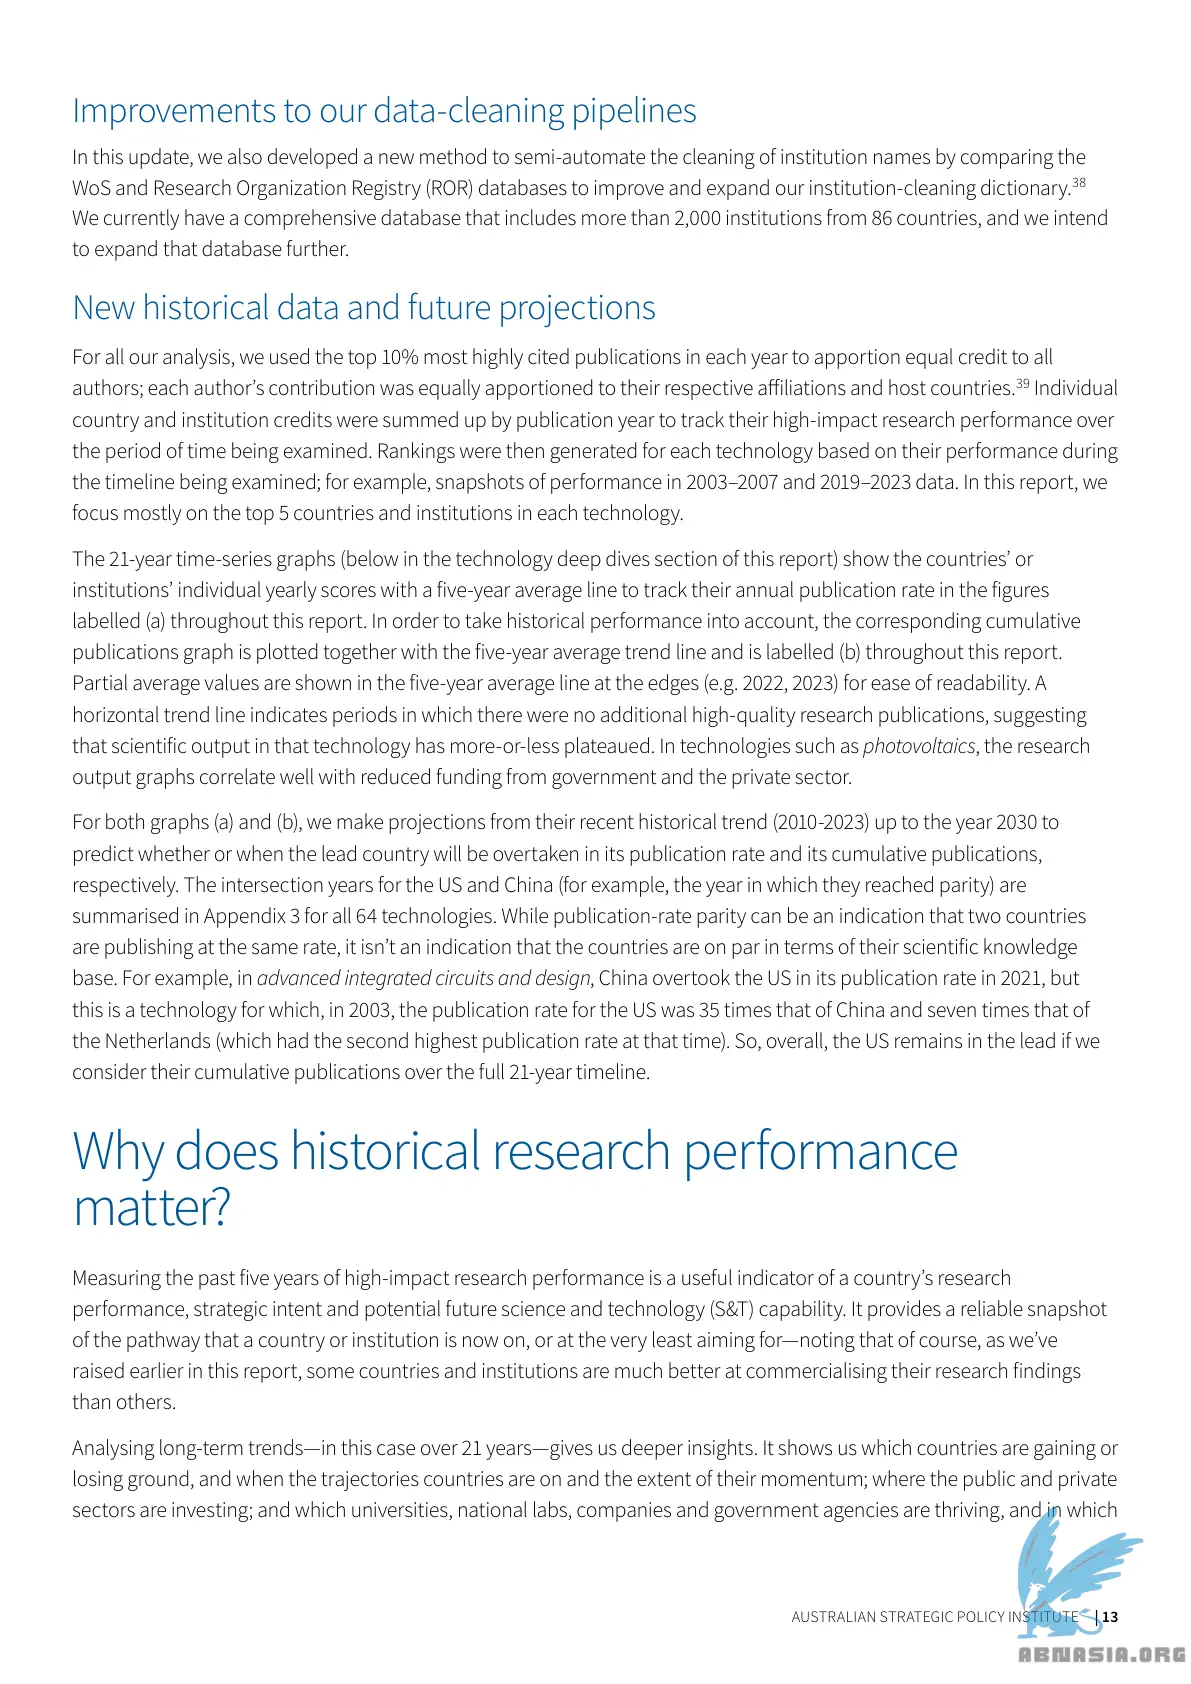 Improvements to our data-cleaning pipelines
In this update, we also developed a new method to semi-automate the cleaning of institution names by comparing the
WoS and Research Organization Registry (ROR) databases to improve and expand our institution-cleaning dictionary.38
We currently have a comprehensive database that includes more than 2,000 institutions from 86 countries, and we intend
to expand that database further.
New historical data and future projections
For all our analysis, we used the top 10% most highly cited publications in each year to apportion equal credit to all
authors; each author’s contribution was equally apportioned to their respective affiliations and host countries.39 Individual
country and institution credits were summed up by publication year to track their high-impact research performance over
the period of time being examined. Rankings were then generated for each technology based on their performance during
the timeline being examined; for example, snapshots of performance in 2003–2007 and 2019–2023 data. In this report, we
focus mostly on the top 5 countries and institutions in each technology.
The 21-year time-series graphs (below in the technology deep dives section of this report) show the countries’ or
institutions’ individual yearly scores with a five-year average line to track their annual publication rate in the figures
labelled (a) throughout this report. In order to take historical performance into account, the corresponding cumulative
publications graph is plotted together with the five-year average trend line and is labelled (b) throughout this report.
Partial average values are shown in the five-year average line at the edges (e.g. 2022, 2023) for ease of readability. A
horizontal trend line indicates periods in which there were no additional high-quality research publications, suggesting
that scientific output in that technology has more-or-less plateaued. In technologies such as photovoltaics, the research
output graphs correlate well with reduced funding from government and the private sector.
For both graphs (a) and (b), we make projections from their recent historical trend (2010-2023) up to the year 2030 to
predict whether or when the lead country will be overtaken in its publication rate and its cumulative publications,
respectively. The intersection years for the US and China (for example, the year in which they reached parity) are
summarised in Appendix 3 for all 64 technologies. While publication-rate parity can be an indication that two countries
are publishing at the same rate, it isn’t an indication that the countries are on par in terms of their scientific knowledge
base. For example, in advanced integrated circuits and design, China overtook the US in its publication rate in 2021, but
this is a technology for which, in 2003, the publication rate for the US was 35 times that of China and seven times that of
the Netherlands (which had the second highest publication rate at that time). So, overall, the US remains in the lead if we
consider their cumulative publications over the full 21-year timeline.
Why does historical research performance
matter?
Measuring the past five years of high-impact research performance is a useful indicator of a country’s research
performance, strategic intent and potential future science and technology (S&T) capability. It provides a reliable snapshot
of the pathway that a country or institution is now on, or at the very least aiming for—noting that of course, as we’ve
raised earlier in this report, some countries and institutions are much better at commercialising their research findings
than others.
Analysing long-term trends—in this case over 21 years—gives us deeper insights. It shows us which countries are gaining or
losing ground, and when the trajectories countries are on and the extent of their momentum; where the public and private
sectors are investing; and which universities, national labs, companies and government agencies are thriving, and in which
AUSTRALIAN STRATEGIC POLICY INSTITUTE | 13
ABNASIA.ORG